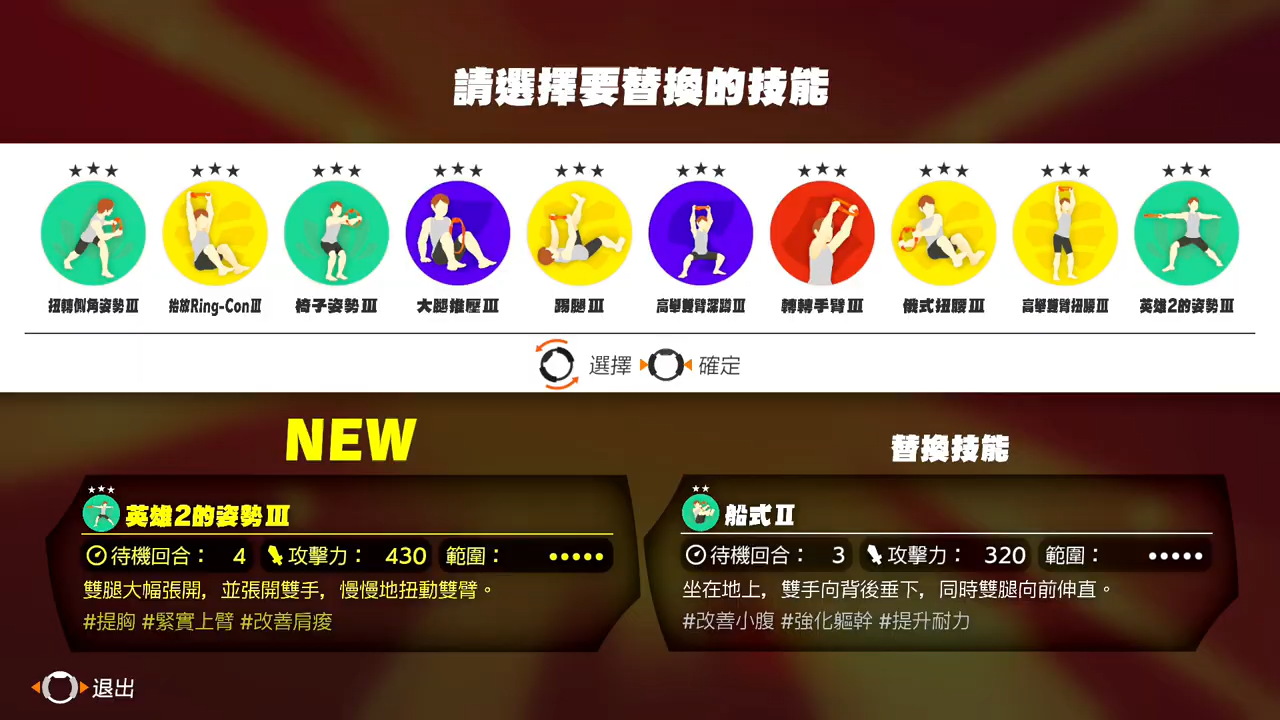 請選擇要替換的技能
扭轉側角姿勢Ⅲ
抬放Ring-ConⅢ
椅子姿勢Ⅲ
大腿推壓Ⅲ
踢腿Ⅲ
高舉雙臂深蹲Ⅲ
轉轉手臂Ⅲ
儀式扭腰Ⅲ
高舉雙臂扭腰Ⅲ
英雄2的姿勢Ⅲ
選擇 確定
NEW
英雄2的姿勢Ⅲ
待機回合： 4 攻擊力： 430 範圍：
雙腿大幅張開，並張開雙手，慢慢地扭動雙臂。
#提胸 #緊實上臂 #改善肩痠
替換技能
船式Ⅱ
待機回合： 3 攻擊力： 320 範圍：
坐在地上，雙手向背後垂下，同時雙腿向前伸直。
#改善小腹 #強化軀幹 #提升耐力
退出